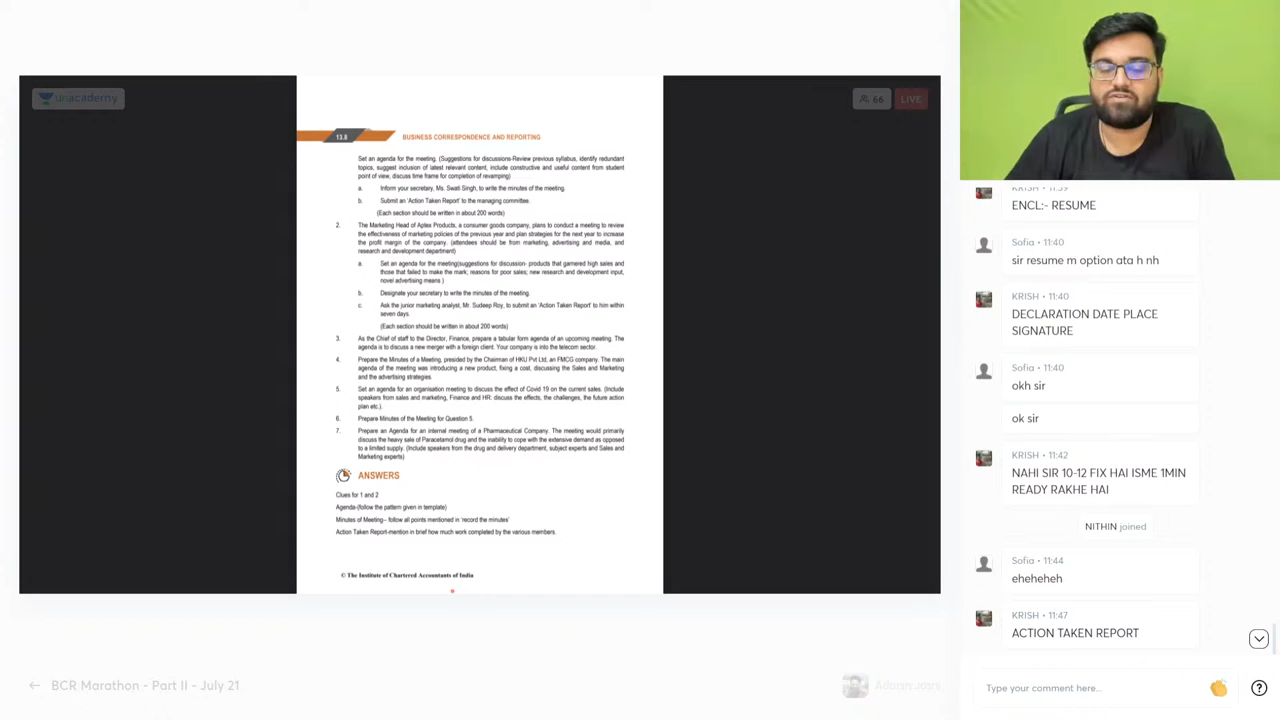 unacademy
66
LIVE
13.8
BUSINESS CORRESPONDENCE AND REPORTING
Set an agenda for the meeting. (Suggestions for discussions-Review previous syllabus, identify redundant
topics, suggest inclusion of latest relevant content, include constructive and useful content from student
point of view, discuss time frame for completion of revamping)
a. Inform your secretary, Ms. Swati Singh, to write the minutes of the meeting.
b. Submit an 'Action Taken Report' to the managing committee.
(Each section should be written in about 200 words)
2. The Marketing Head of Aptex Products, a consumer goods company, plans to conduct a meeting to review
the effectiveness of marketing policies of the previous year and plan strategies for the next year to increase
the profit margin of the company. (attendees should be from marketing, advertising and media, and
research and development department)
a. Set an agenda for the meeting(suggestions for discussion- products that garnered high sales and
those that failed to make the mark; reasons for poor sales; new research and development input,
novel advertising means )
b. Designate your secretary to write the minutes of the meeting.
c. Ask the junior marketing analyst, Mr. Sudeep Roy, to submit an 'Action Taken Report' to him within
seven days.
(Each section should be written in about 200 words)
3. As the Chief of staff to the Director, Finance, prepare a tabular form agenda of an upcoming meeting. The
agenda is to discuss a new merger with a foreign client. Your company is into the telecom sector.
4. Prepare the Minutes of a Meeting, presided by the Chairman of HKU Pvt Ltd, an FMCG company. The main
agenda of the meeting was introducing a new product, fixing a cost, discussing the Sales and Marketing
and the advertising strategies.
5. Set an agenda for an organisation meeting to discuss the effect of Covid 19 on the current sales. (Include
speakers from sales and marketing, Finance and HR: discuss the effects, the challenges, the future action
plan etc.).
6. Prepare Minutes of the Meeting for Question 5.
7. Prepare an Agenda for an internal meeting of a Pharmaceutical Company. The meeting would primarily
discuss the heavy sale of Paracetamol drug and the inability to cope with the extensive demand as opposed
to a limited supply. (Include speakers from the drug and delivery department, subject experts and Sales and
Marketing experts)
ANSWERS
Clues for 1 and 2
Agenda-(follow the pattern given in template)
Minutes of Meeting– follow all points mentioned in 'record the minutes'
Action Taken Report-mention in brief how much work completed by the various members.
© The Institute of Chartered Accountants of India
BCR Marathon - Part II - July 21
KRISH • 11:39
ENCL:- RESUME
Sofia • 11:40
sir resume m option ata h nh
KRISH • 11:40
DECLARATION DATE PLACE
SIGNATURE
Sofia • 11:40
okh sir
ok sir
KRISH • 11:42
NAHI SIR 10-12 FIX HAI ISME 1MIN
READY RAKHE HAI
NITHIN joined
Sofia • 11:44
eheheheh
KRISH • 11:47
ACTION TAKEN REPORT
Type your comment here...